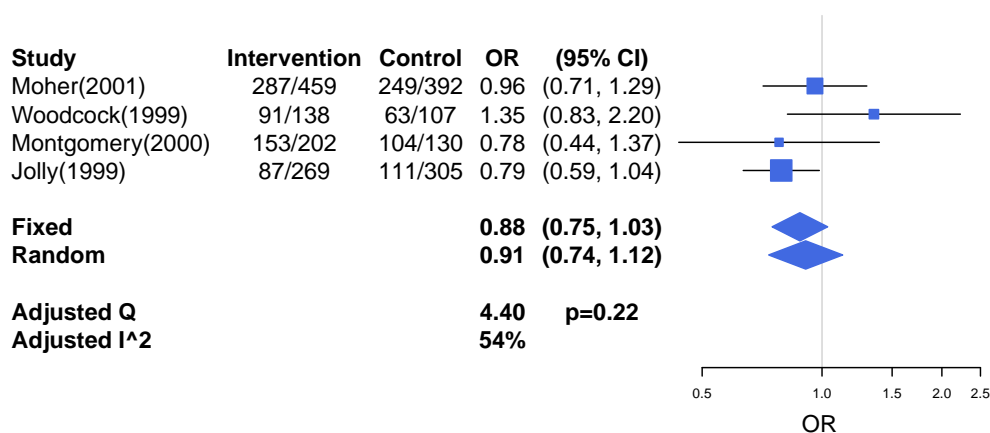 Study Intervention Control OR (95% CI)
Moher(2001) 287/459 249/392 0.96 (0.71, 1.29)
Woodcock(1999) 91/138 63/107 1.35 (0.83, 2.20)
Montgomery(2000) 153/202 104/130 0.78 (0.44, 1.37)
Jolly(1999) 87/269 111/305 0.79 (0.59, 1.04)
Fixed 0.88 (0.75, 1.03)
Random 0.91 (0.74, 1.12)
Adjusted Q 4.40 p=0.22
Adjusted I^2 54%
0.5 1.0 1.5 2.0 2.5
OR